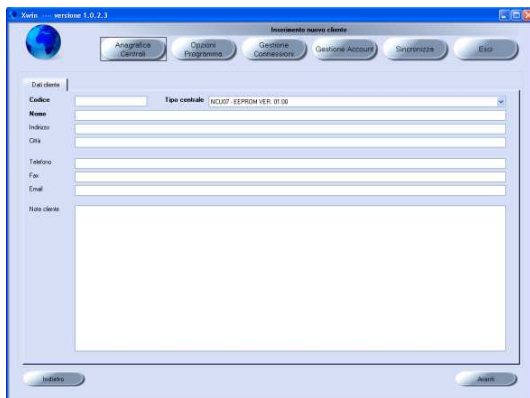 Xwin ---- versione 1.0.2.3
Inserimento nuovo cliente
Anagrafica Centrali
Opzioni Programma
Gestione Connessioni
Gestione Account
Sincronizza
Esci
Dati cliente
Codice
Tipo centrale NCU07 - EEPROM VER. 01.00
Nome
Indirizzo
Città
Telefono
Fax
Email
Note cliente
Indietro
Avanti